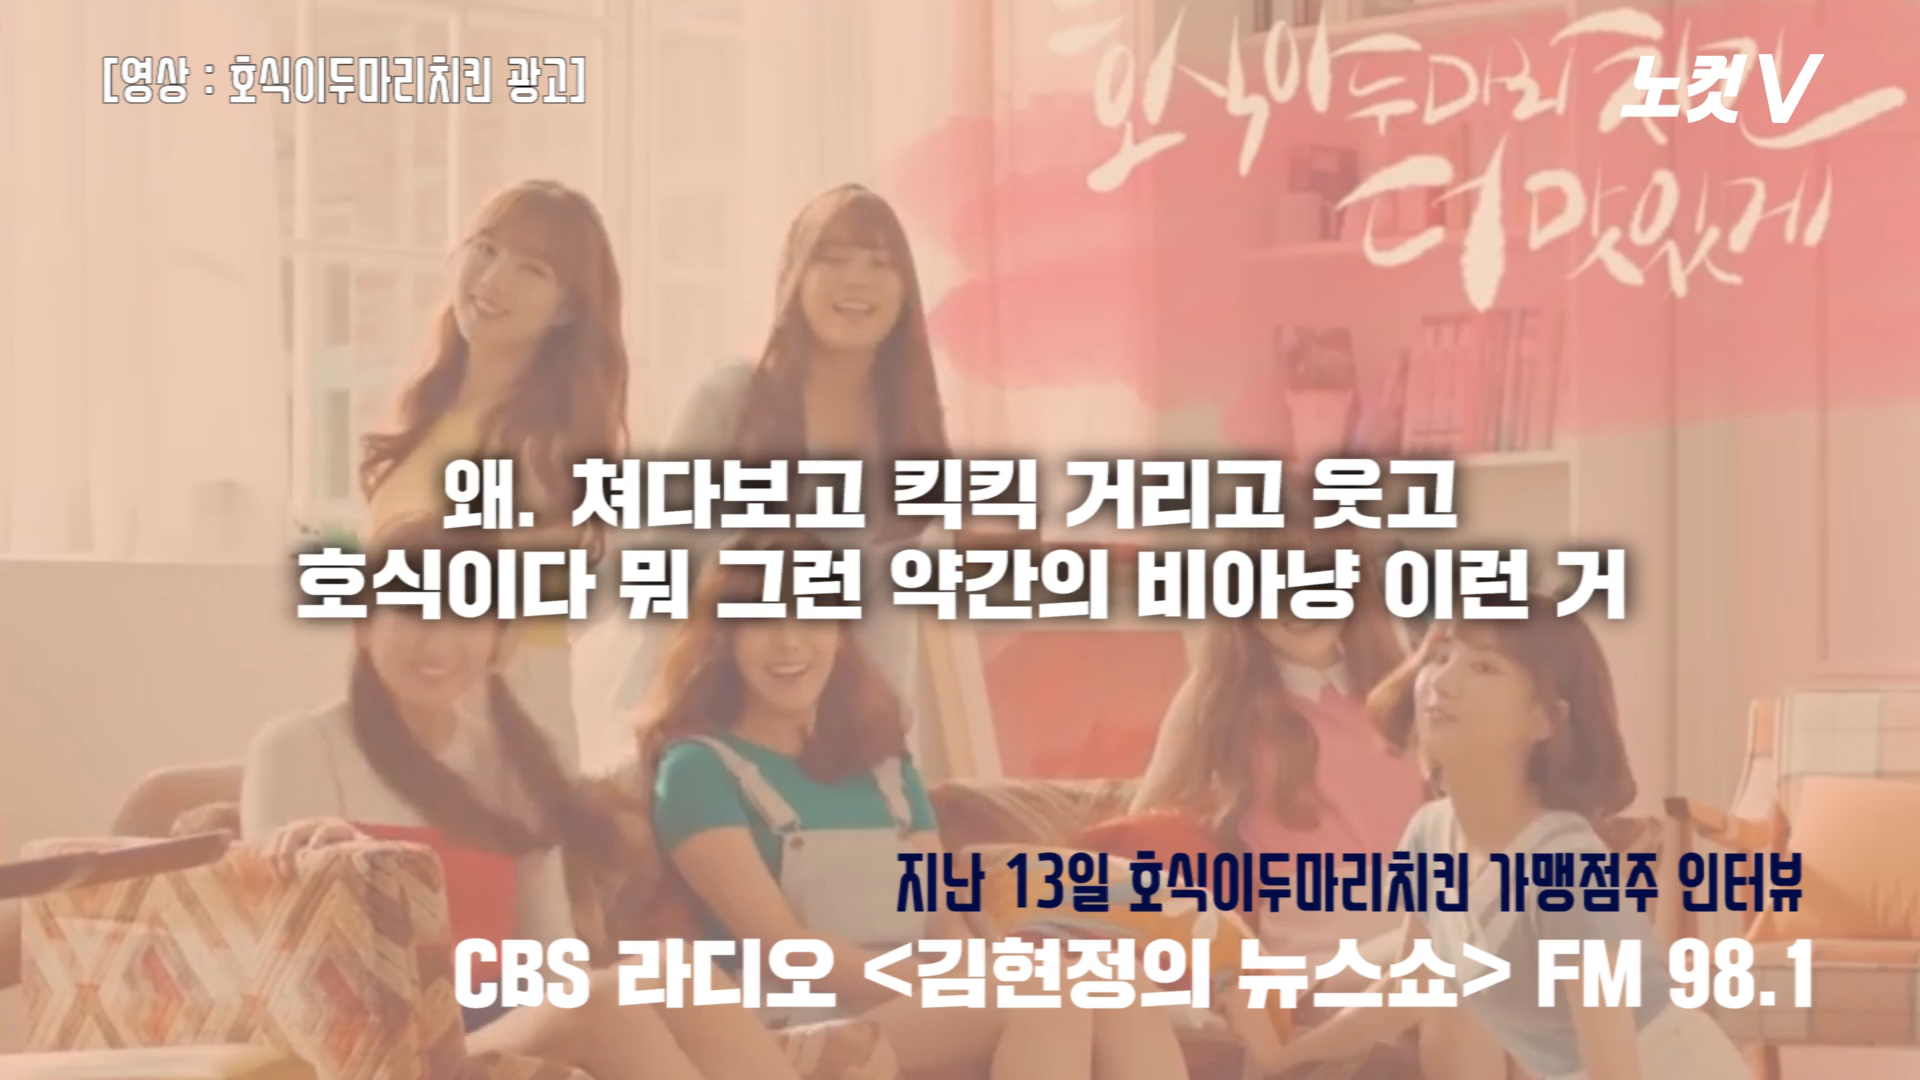 [영상 : 호식이두마리치킨 광고]
노컷V
호식이두마리치킨
더 맛있게
왜. 쳐다보고 킥킥 거리고 웃고
호식이다 뭐 그런 약간의 비아냥 이런 거
지난 13일 호식이두마리치킨 가맹점주 인터뷰
CBS 라디오 <김현정의 뉴스쇼> FM 98.1